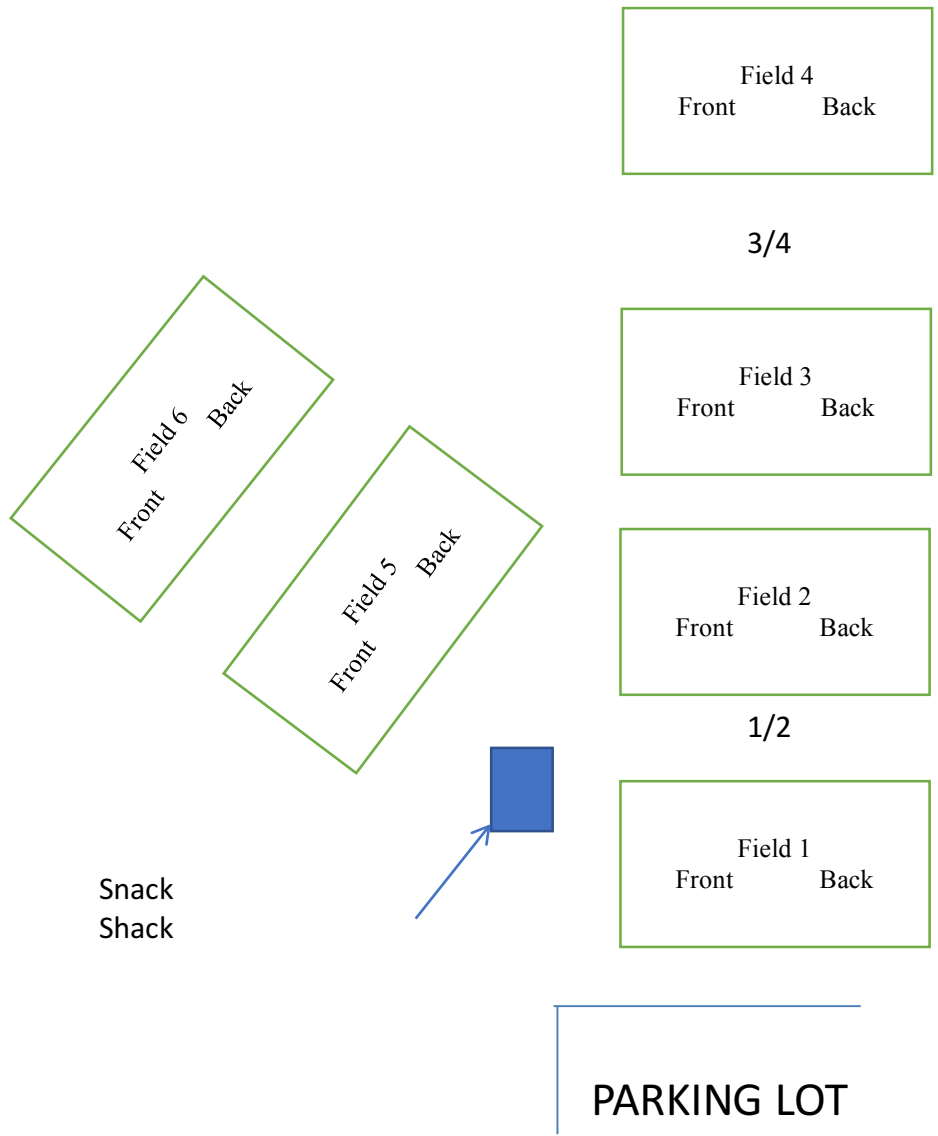 Field 4
Front Back
3/4
Field 3
Front Back
Field 6
Front Back
Field 5
Front Back
Field 2
Front Back
1/2
Field 1
Front Back
Snack
Shack
PARKING LOT